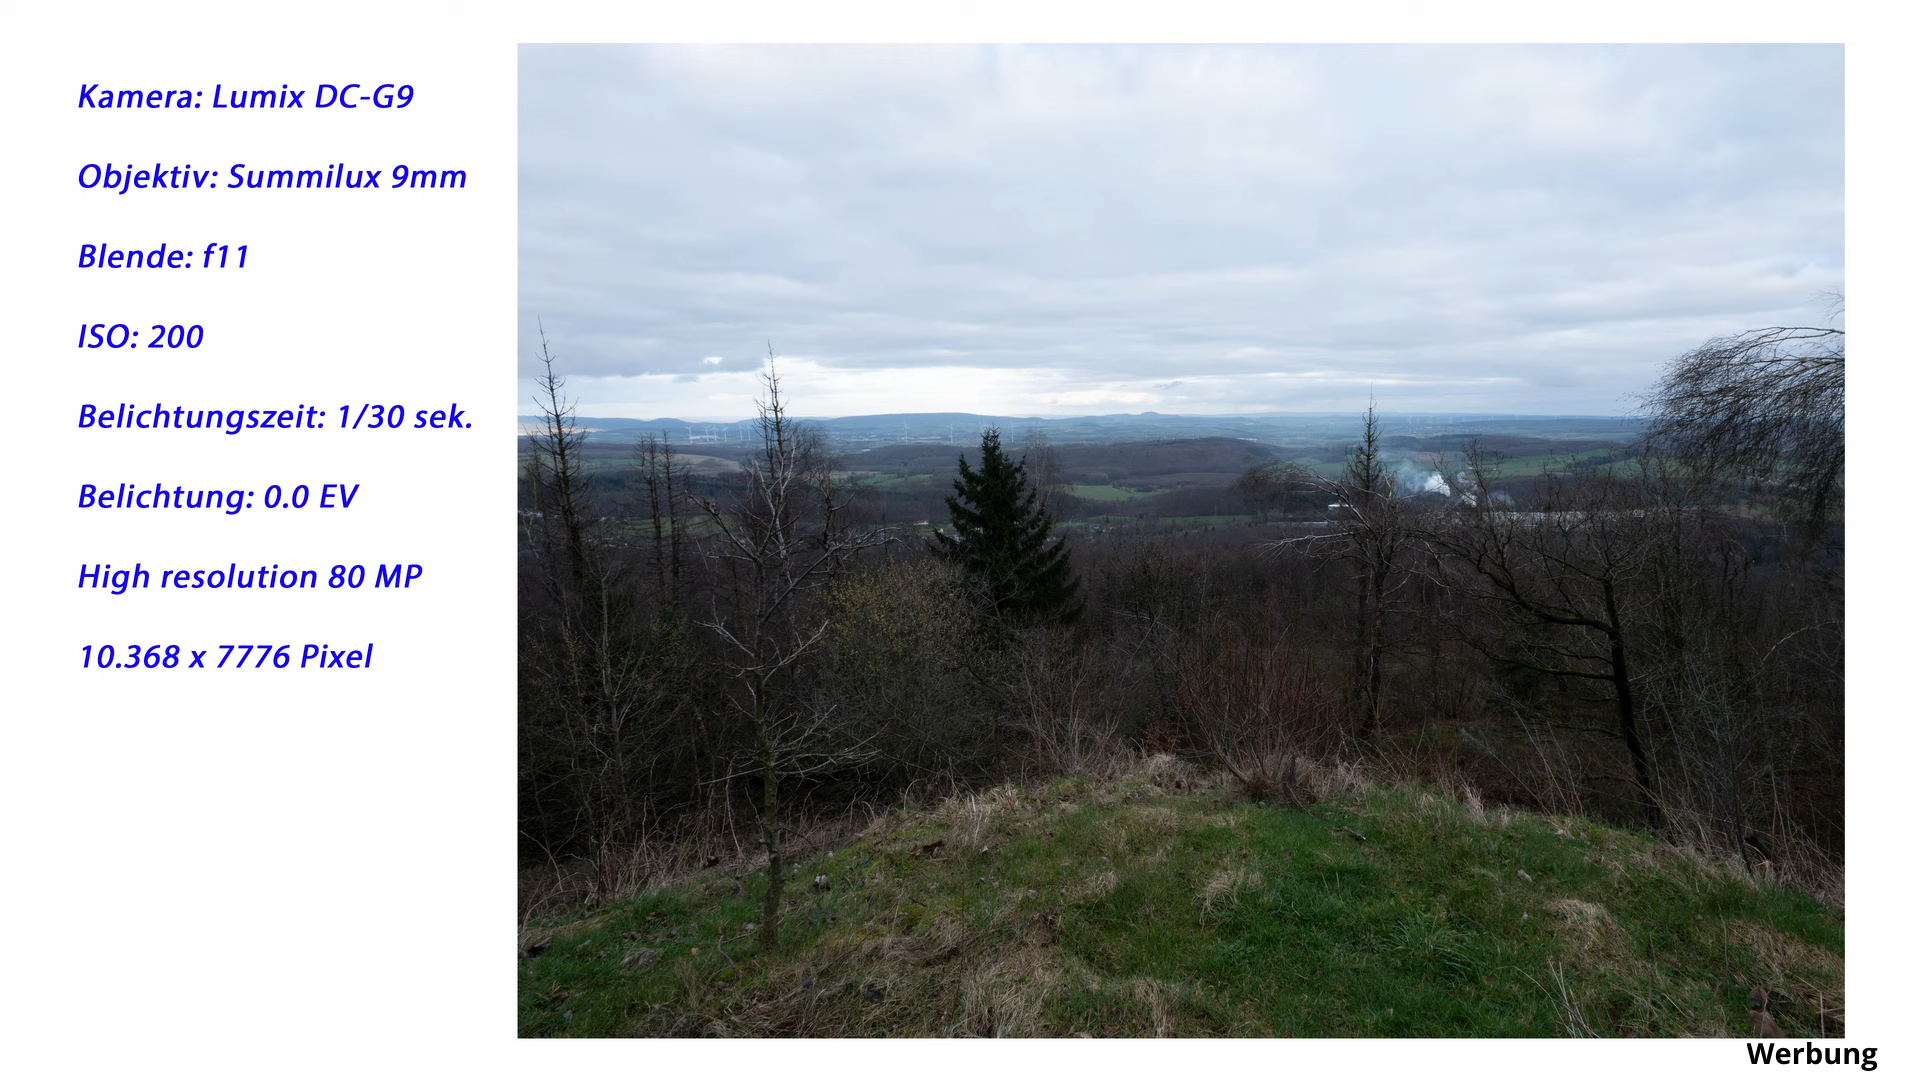 Kamera: Lumix DC-G9
Objektiv: Summilux 9mm
Blende: f11
ISO: 200
Belichtungszeit: 1/30 sek.
Belichtung: 0.0 EV
High resolution 80 MP
10.368 x 7776 Pixel
Werbung